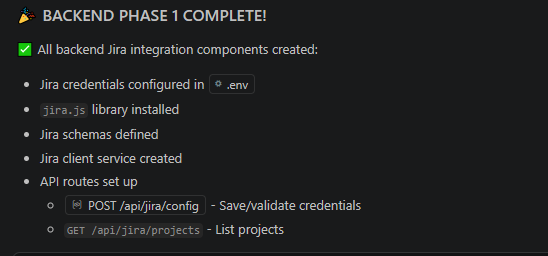 🎉 BACKEND PHASE 1 COMPLETE!
✅ All backend Jira integration components created:
• Jira credentials configured in .env
• jira.js library installed
• Jira schemas defined
• Jira client service created
• API routes set up
POST /api/jira/config - Save/validate credentials
GET /api/jira/projects - List projects